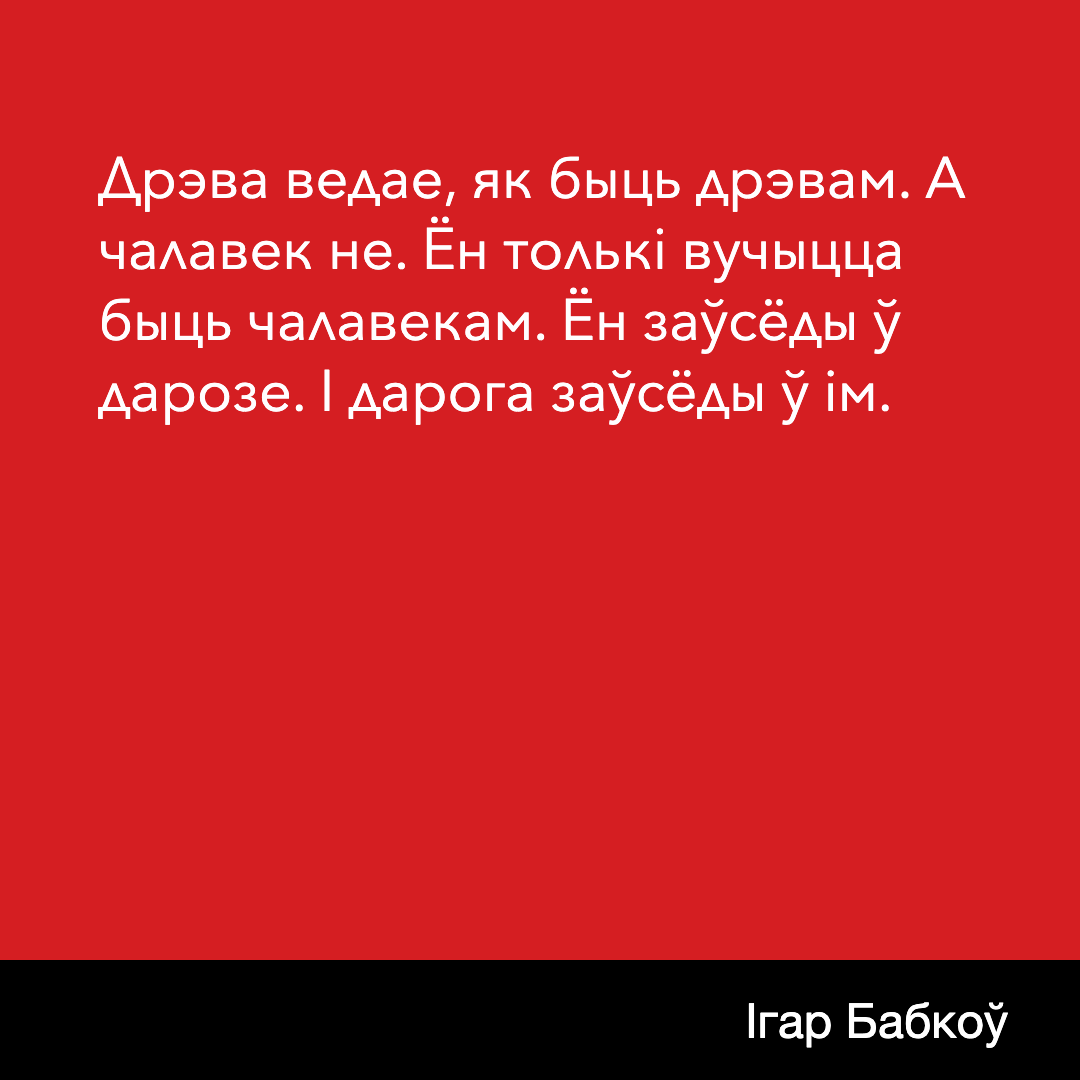 Дрэва ведае, як быць дрэвам. А
чалавек не. Ён толькі вучыцца
быць чалавекам. Ён заўсёды ў
дарозе. І дарога заўсёды ў ім.
Ігар Бабкоў